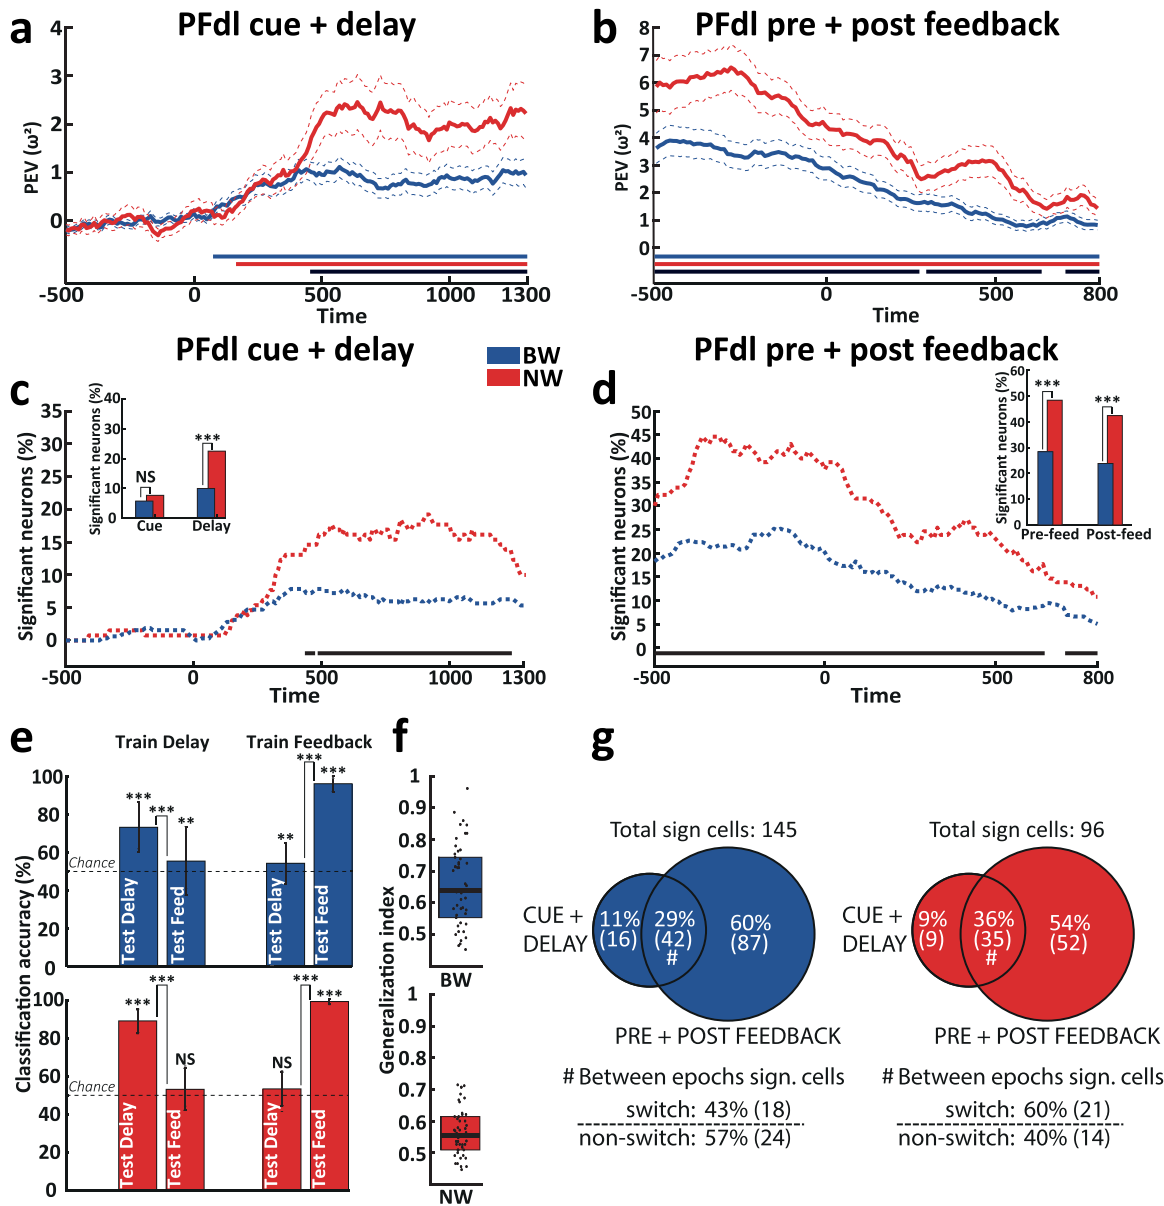 a
PFdl cue + delay
PEV (ω²)
4
3
2
1
0
-500
0
500
1000
1300
Time
b
PFdl pre + post feedback
PEV (ω²)
8
7
6
5
4
3
2
1
0
-500
0
500
800
Time
BW
NW
c
PFdl cue + delay
Significant neurons (%)
35
30
25
20
15
10
5
0
-500
0
500
1000
1300
Time
Significant neurons (%)
40
30
20
10
0
NS
***
Cue
Delay
d
PFdl pre + post feedback
Significant neurons (%)
50
45
40
35
30
25
20
15
10
5
0
-500
0
500
800
Time
Significant neurons (%)
60
50
40
30
20
10
0
***
***
Pre-feed
Post-feed
e
Train Delay
Train Feedback
Classification accuracy (%)
100
80
60
40
20
0
Chance
***
***
**
**
***
***
Test Delay
Test Feed
Test Delay
Test Feed
100
80
60
40
20
0
Chance
***
***
NS
NS
***
***
Test Delay
Test Feed
Test Delay
Test Feed
f
Generalization index
1
0.9
0.8
0.7
0.6
0.5
BW
1
0.9
0.8
0.7
0.6
0.5
NW
g
Total sign cells: 145
CUE +
DELAY
11%
(16)
29%
(42)
#
60%
(87)
PRE + POST FEEDBACK
# Between epochs sign. cells
switch: 43% (18)
non-switch: 57% (24)
Total sign cells: 96
CUE +
DELAY
9%
(9)
36%
(35)
#
54%
(52)
PRE + POST FEEDBACK
# Between epochs sign. cells
switch: 60% (21)
non-switch: 40% (14)